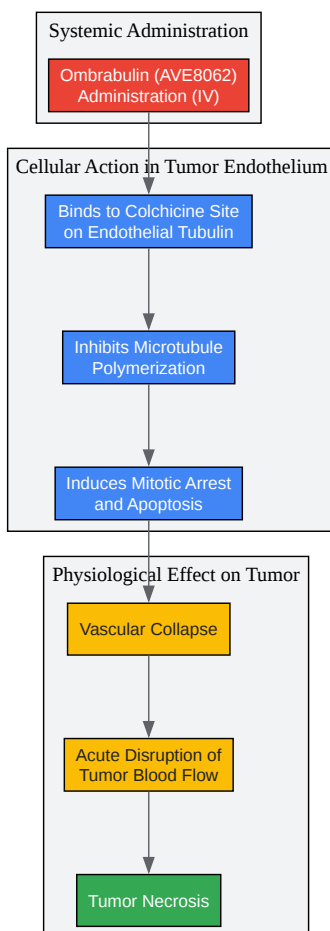 Systemic Administration
Ombrabulin (AVE8062)
Administration (IV)
Cellular Action in Tumor Endothelium
Binds to Colchicine Site
on Endothelial Tubulin
Inhibits Microtubule
Polymerization
Induces Mitotic Arrest
and Apoptosis
Physiological Effect on Tumor
Vascular Collapse
Acute Disruption of
Tumor Blood Flow
Tumor Necrosis